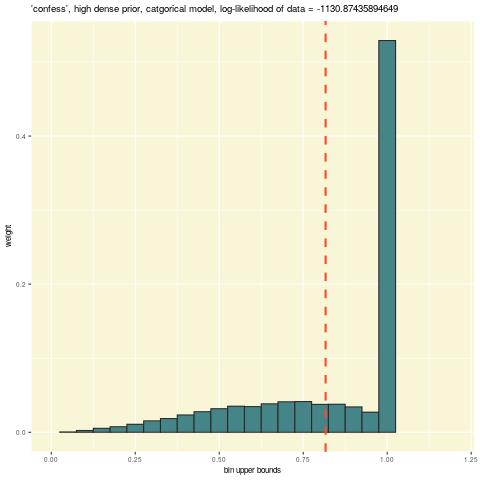 'confess', high dense prior, catgorical model, log-likelihood of data = -1130.87435894649
weight
0.4
0.2
0.0
0.00 0.25 0.50 0.75 1.00 1.25
bin upper bounds